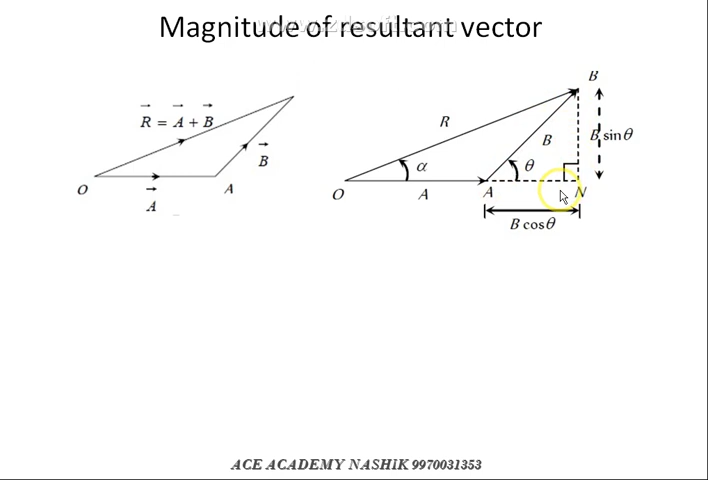 Magnitude of resultant vector
R = A + B
B
O
A
A
B
R
B
B sinθ
α
θ
O
A
A
N
B cosθ
ACE ACADEMY NASHIK 9970031353